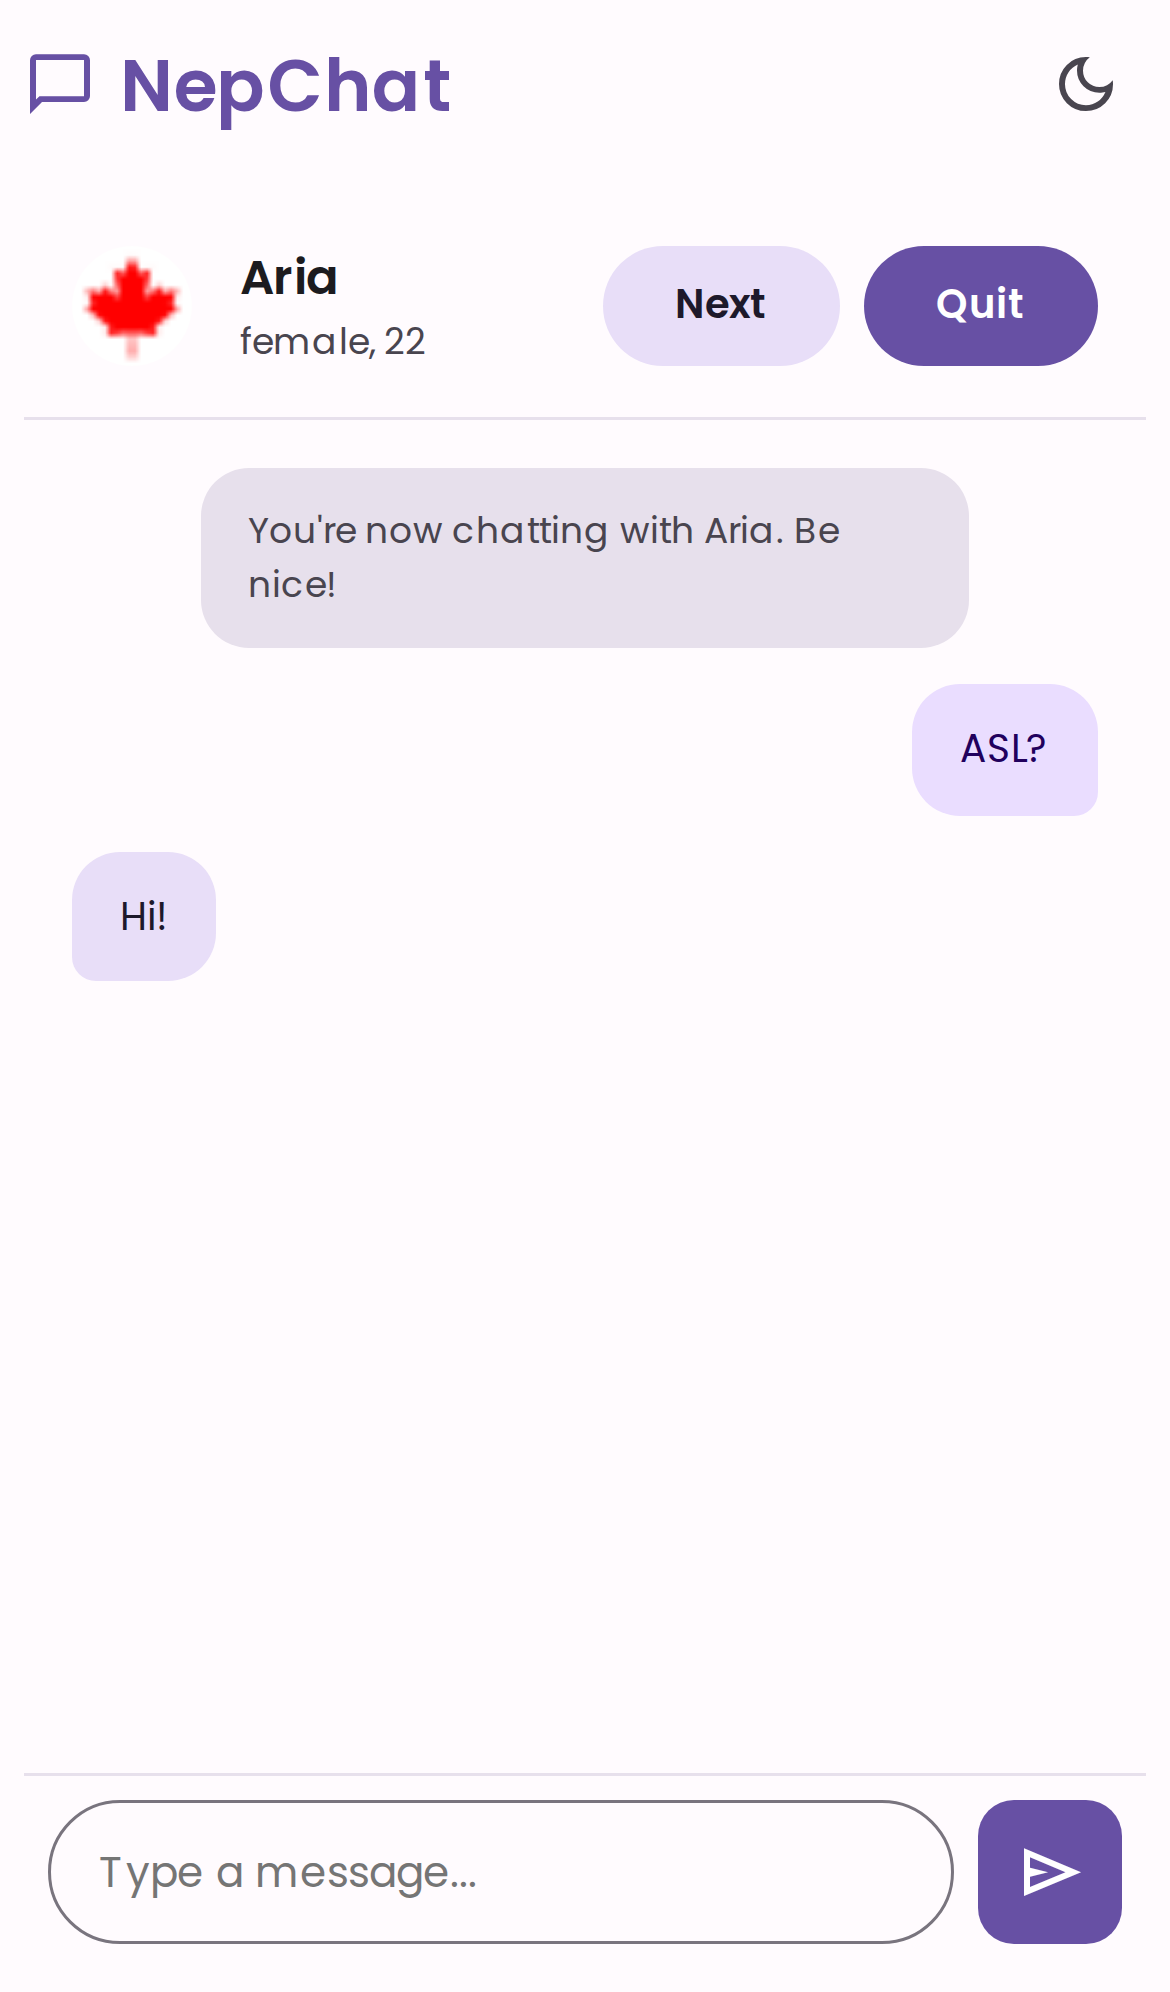 NepChat
Aria
female, 22
Next
Quit
You're now chatting with Aria. Be
nice!
ASL?
Hi!
Type a message...